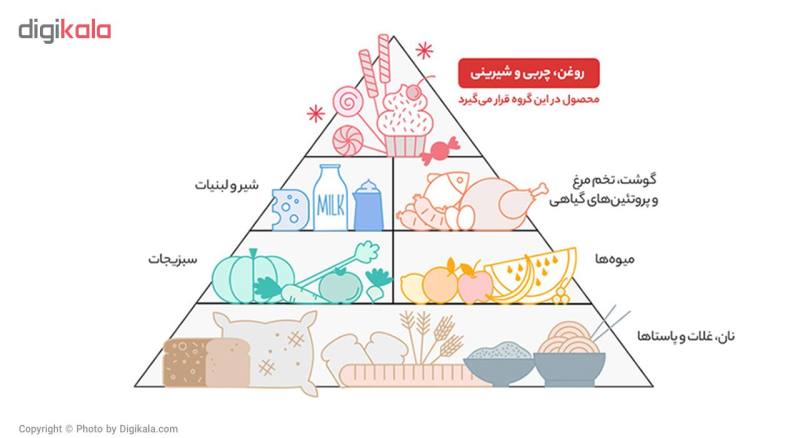 digikala
روغن، چربی و شیرینی
محصول در این گروه قرار می‌گیرد
گوشت، تخم مرغ
و پروتئین‌های گیاهی
شیر و لبنیات
MILK
میوه‌ها
سبزیجات
نان، غلات و پاستاها
Copyright © Photo by Digikala.com